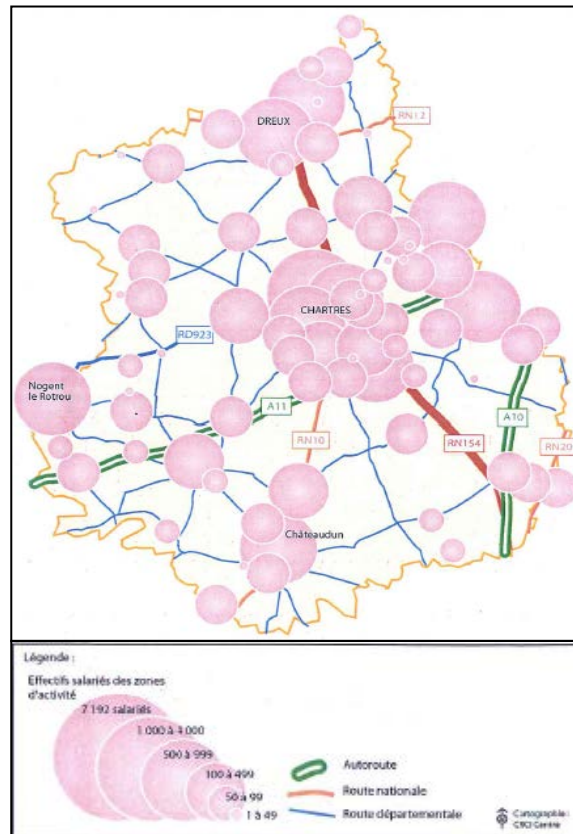 DREUX
RN12
CHARTRES
RD923
Nogent
le Rotrou
A11
A10
RN10
RN154
RN20
Châteaudun
Légende :
Effectifs salariés des zones
d'activité
7 192 salariés
1 000 à 4 000
500 à 999
100 à 499
50 à 99
1 à 49
Autoroute
Route nationale
Route départementale
Cartographie :
CRCI Centre